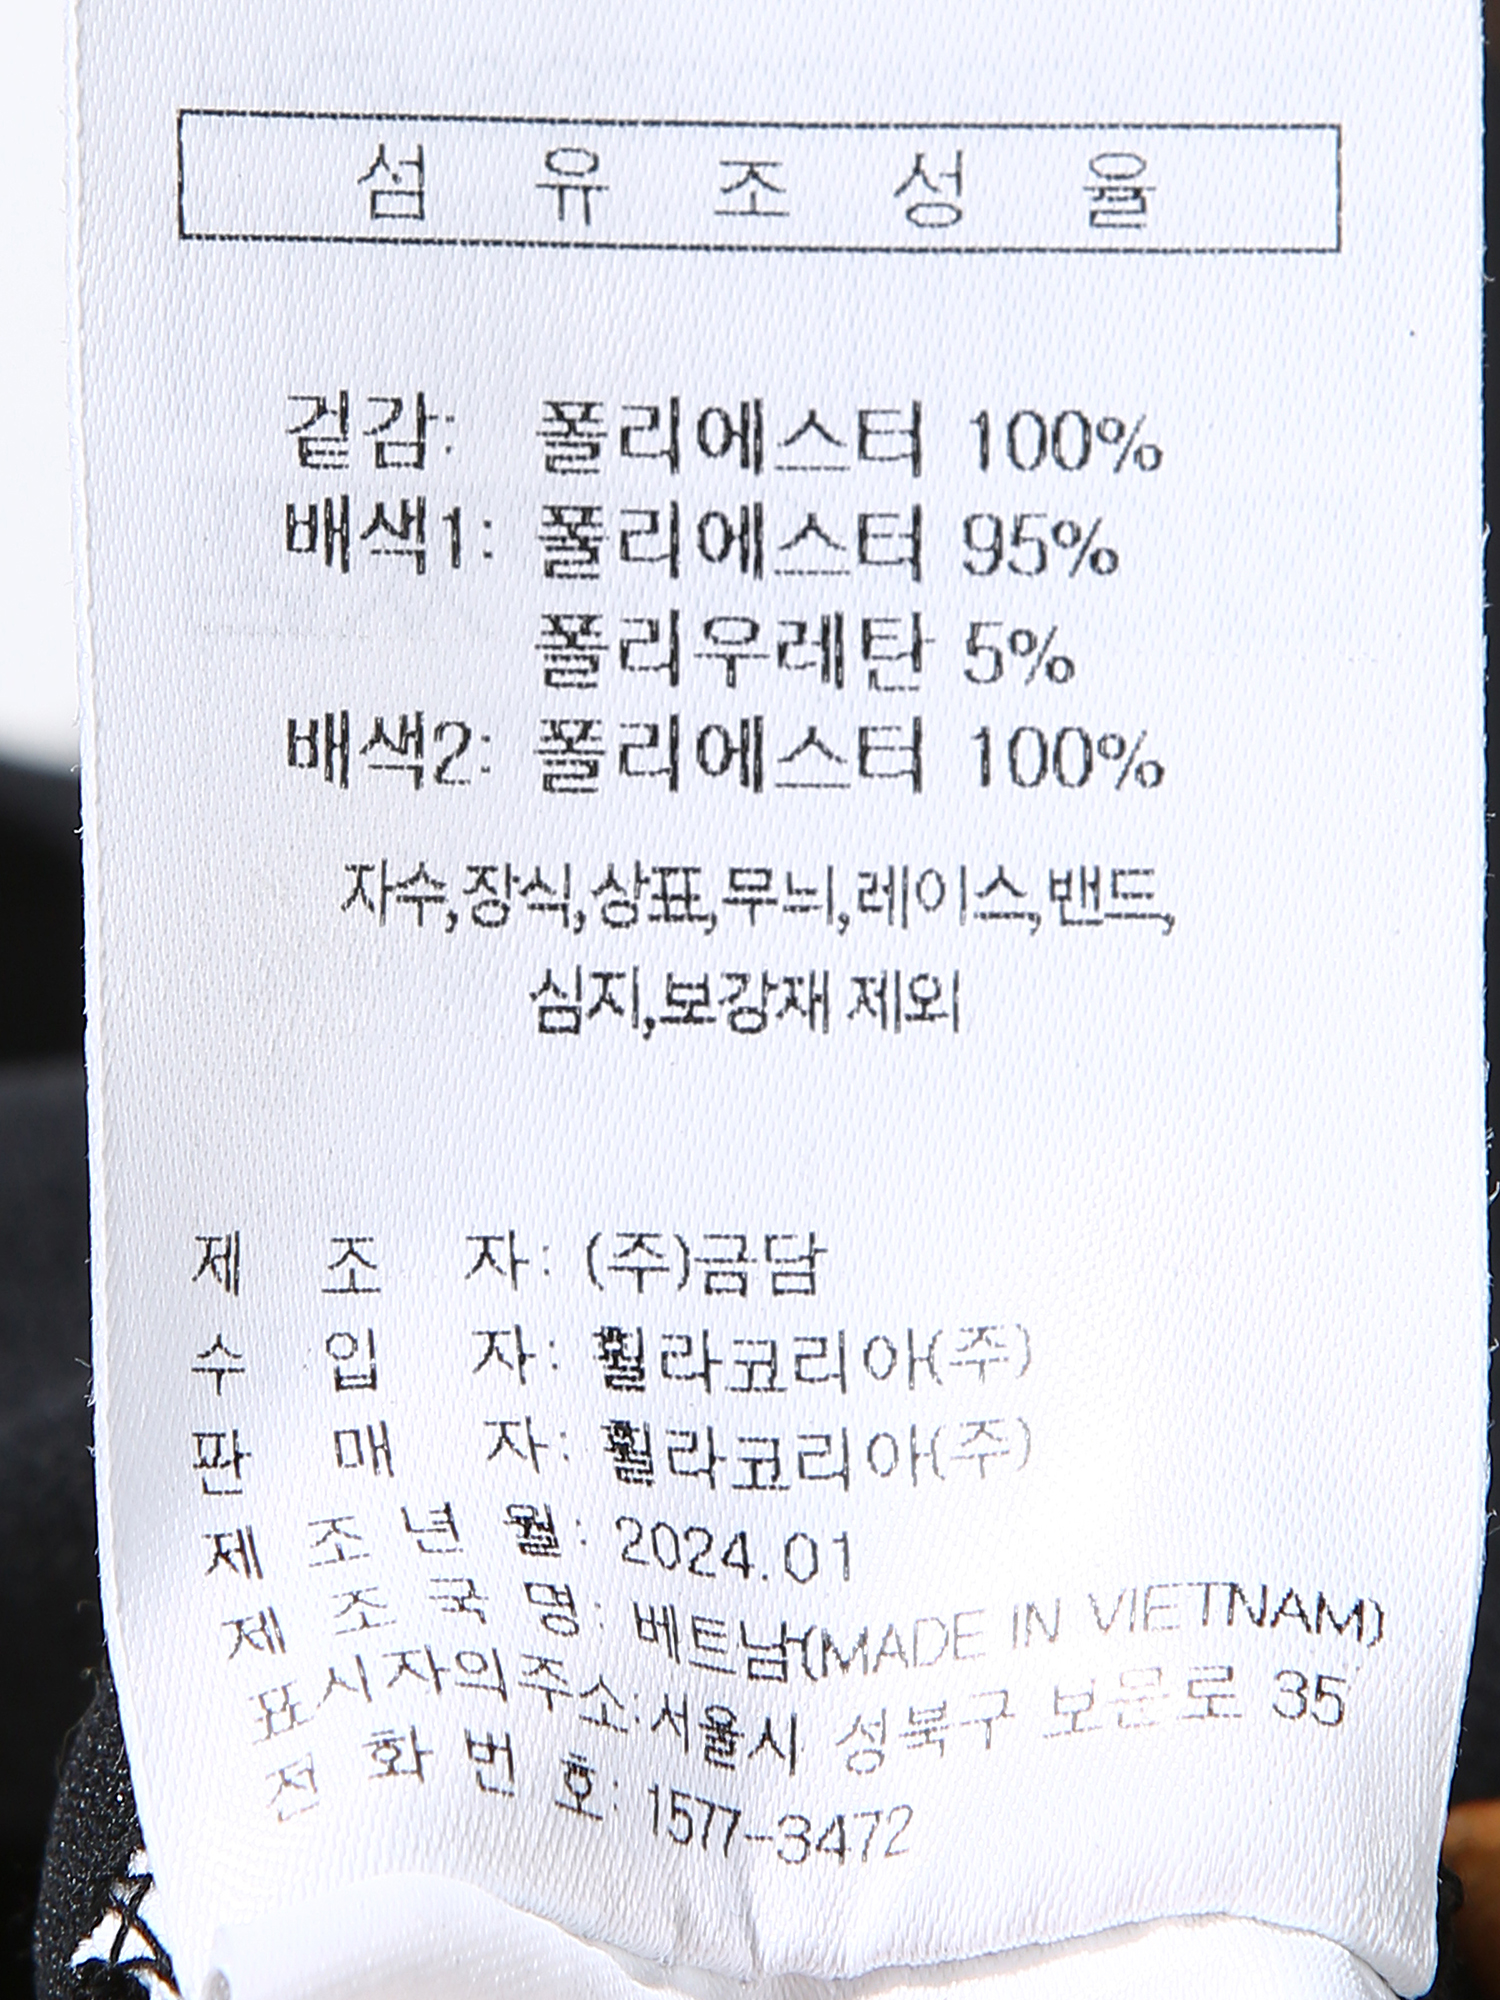 섬 유 조 성 율
겉감: 폴리에스터 100%
배색1: 폴리에스터 95%
폴리우레탄 5%
배색2: 폴리에스터 100%
자수,장식,상표,무늬,레이스,밴드,
심지,보강재 제외
제 조 자: (주)금담
수 입 자: 휠라코리아(주)
판 매 자: 휠라코리아(주)
제 조 년 월: 2024.01
제 조 국 명: 베트남(MADE IN VIETNAM)
표시자의주소:서울시 성북구 보문로 35
전 화 번 호: 1577-3472